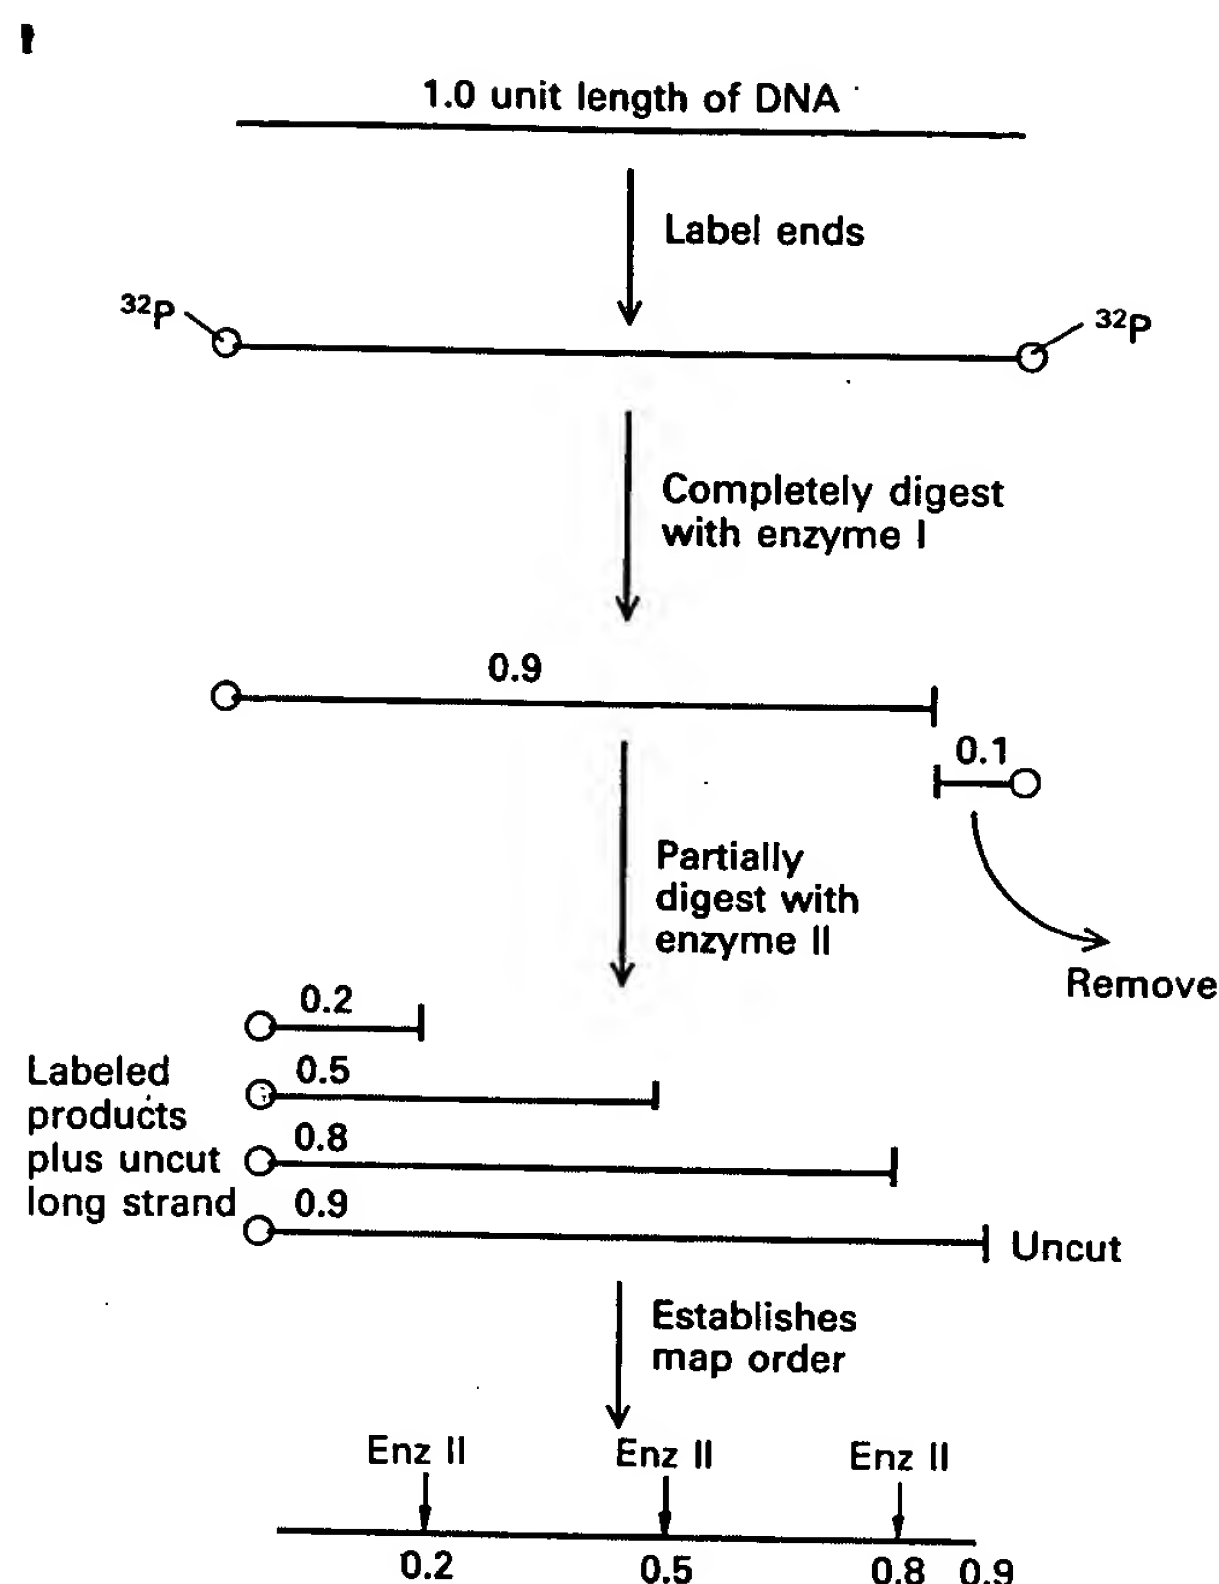 1.0 unit length of DNA
Label ends
32P
32P
Completely digest
with enzyme I
0.9
0.1
Partially
digest with
enzyme II
Remove
0.2
0.5
0.8
0.9
Labeled
products
plus uncut
long strand
Uncut
Establishes
map order
Enz II
Enz II
Enz II
0.2
0.5
0.8
0.9